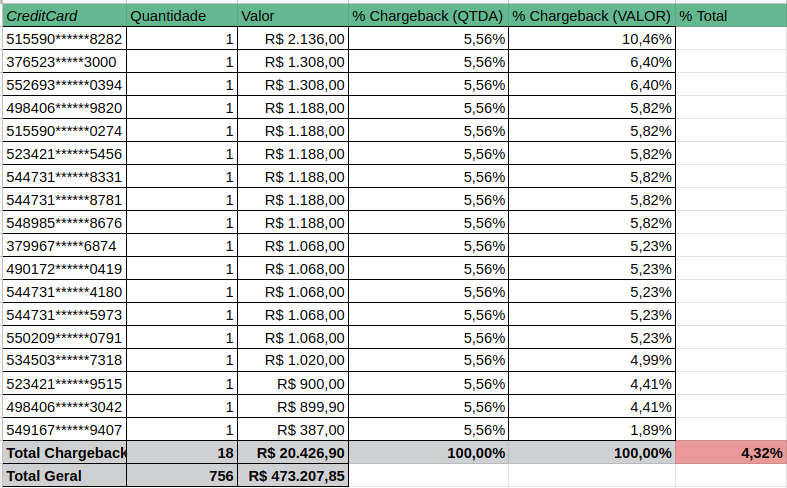 CreditCard Quantidade Valor % Chargeback (QTDA) % Chargeback (VALOR) % Total
515590******8282 1 R$ 2.136,00 5,56% 10,46%
376523*****3000 1 R$ 1.308,00 5,56% 6,40%
552693******0394 1 R$ 1.308,00 5,56% 6,40%
498406******9820 1 R$ 1.188,00 5,56% 5,82%
515590******0274 1 R$ 1.188,00 5,56% 5,82%
523421******5456 1 R$ 1.188,00 5,56% 5,82%
544731******8331 1 R$ 1.188,00 5,56% 5,82%
544731******8781 1 R$ 1.188,00 5,56% 5,82%
548985******8676 1 R$ 1.188,00 5,56% 5,82%
379967*****6874 1 R$ 1.068,00 5,56% 5,23%
490172******0419 1 R$ 1.068,00 5,56% 5,23%
544731******4180 1 R$ 1.068,00 5,56% 5,23%
544731******5973 1 R$ 1.068,00 5,56% 5,23%
550209******0791 1 R$ 1.068,00 5,56% 5,23%
534503******7318 1 R$ 1.020,00 5,56% 4,99%
523421******9515 1 R$ 900,00 5,56% 4,41%
498406******3042 1 R$ 899,90 5,56% 4,41%
549167******9407 1 R$ 387,00 5,56% 1,89%
Total Chargeback 18 R$ 20.426,90 100,00% 100,00% 4,32%
Total Geral 756 R$ 473.207,85